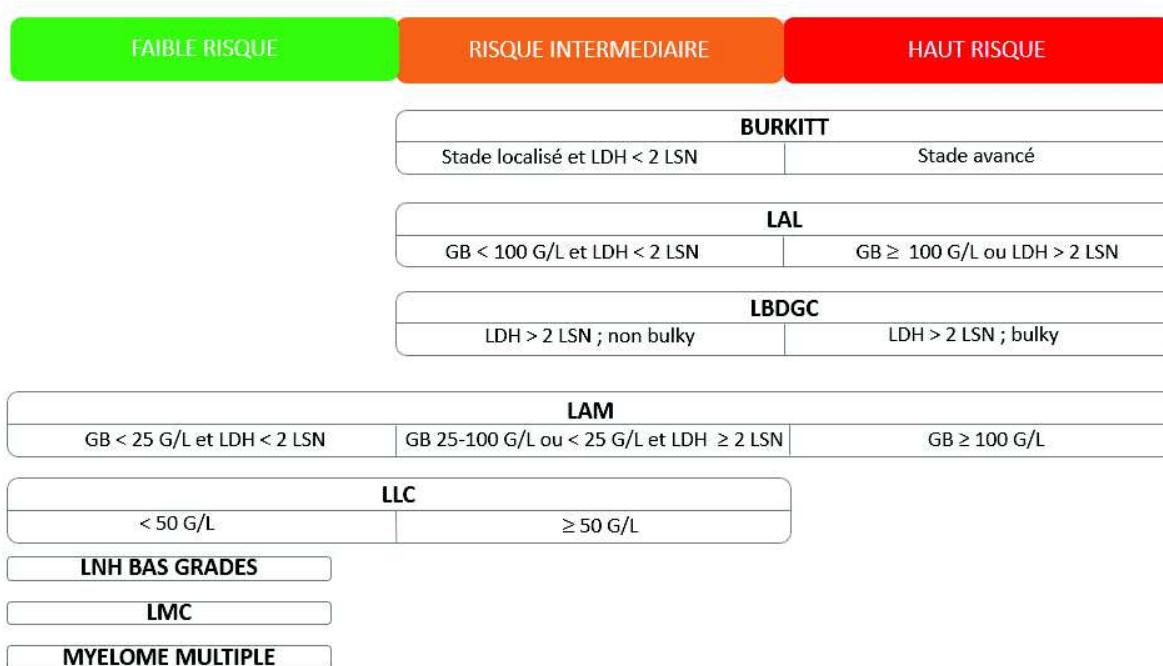 FAIBLE RISQUE RISQUE INTERMEDIAIRE HAUT RISQUE
BURKITT
Stade localisé et LDH < 2 LSN Stade avancé
LAL
GB < 100 G/L et LDH < 2 LSN GB ≥ 100 G/L ou LDH > 2 LSN
LBDGC
LDH > 2 LSN ; non bulky LDH > 2 LSN ; bulky
LAM
GB < 25 G/L et LDH < 2 LSN GB 25-100 G/L ou < 25 G/L et LDH ≥ 2 LSN GB ≥ 100 G/L
LLC
< 50 G/L ≥ 50 G/L
LNH BAS GRADES
LMC
MYELOME MULTIPLE